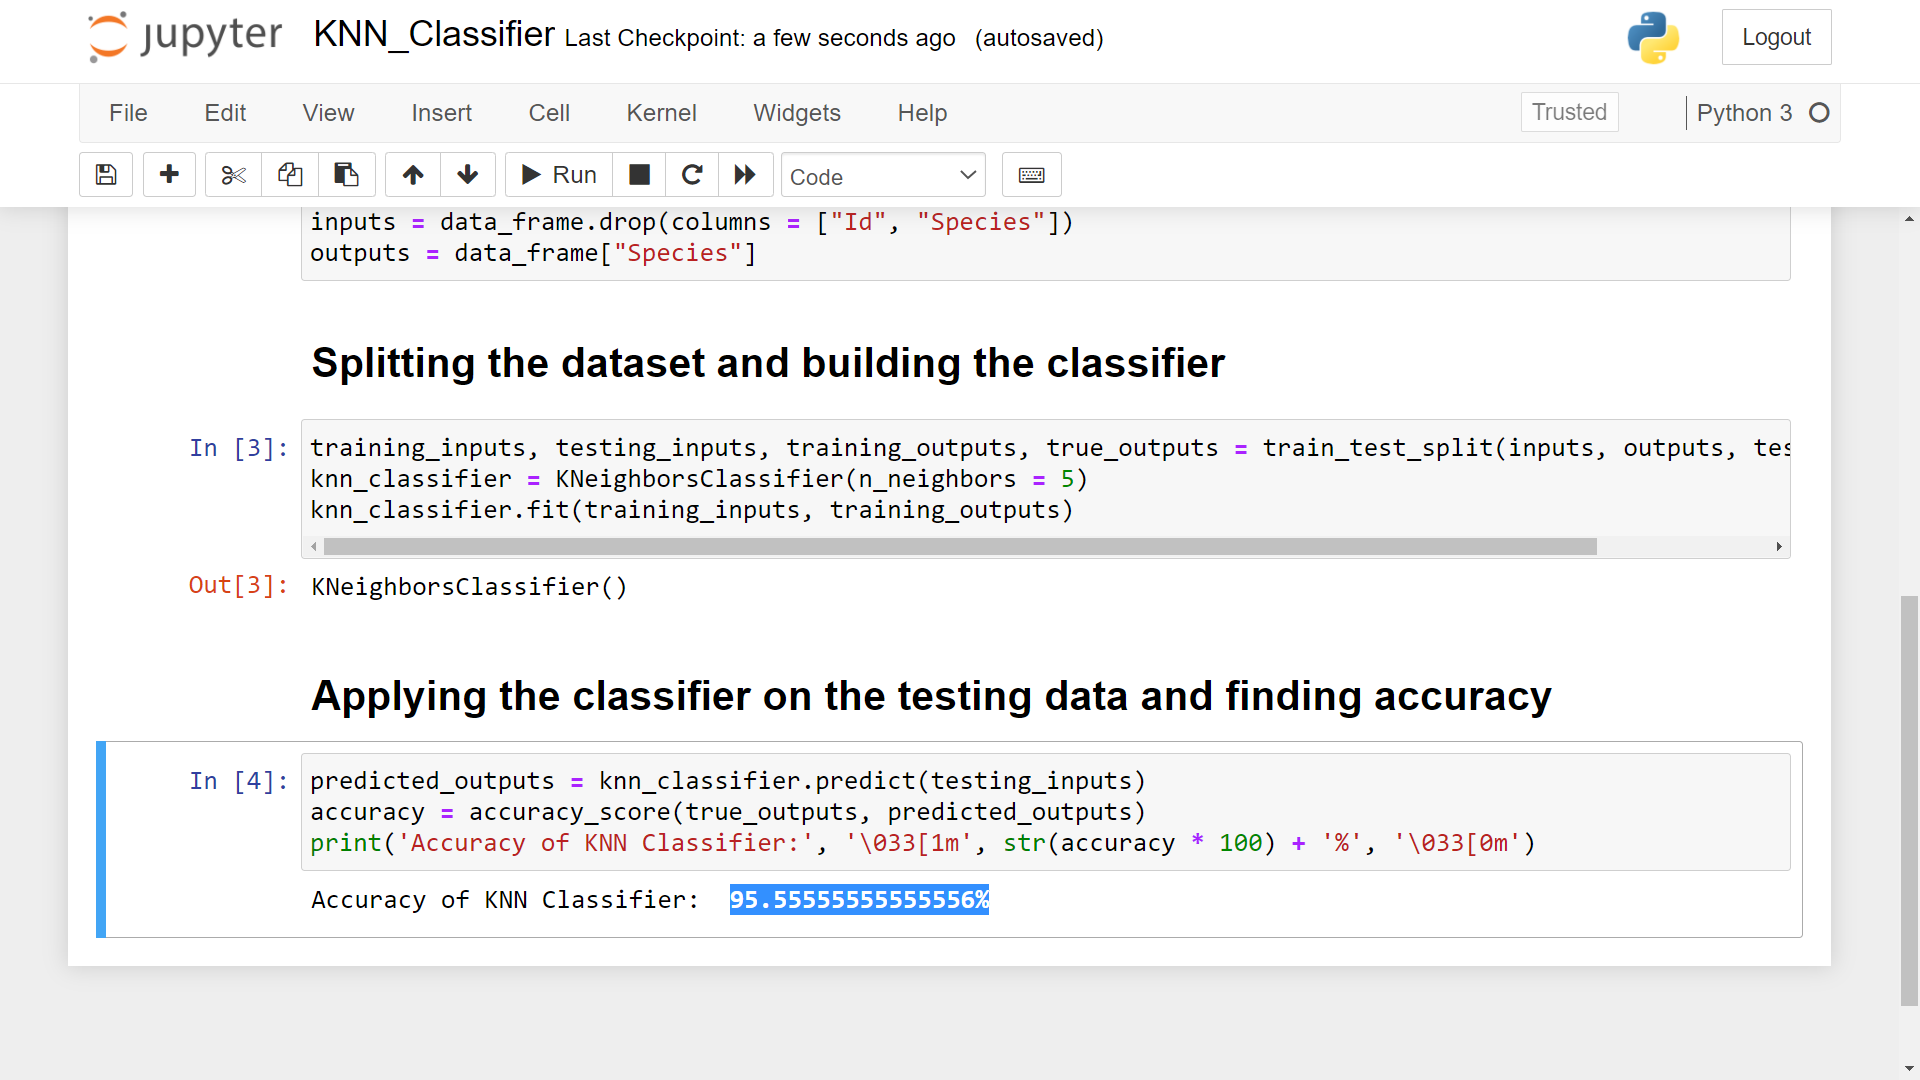 jupyter KNN_Classifier Last Checkpoint: a few seconds ago (autosaved) Logout
File Edit View Insert Cell Kernel Widgets Help Trusted Python 3
Run Code
inputs = data_frame.drop(columns = ["Id", "Species"])
outputs = data_frame["Species"]
Splitting the dataset and building the classifier
In [3]: training_inputs, testing_inputs, training_outputs, true_outputs = train_test_split(inputs, outputs, tes
knn_classifier = KNeighborsClassifier(n_neighbors = 5)
knn_classifier.fit(training_inputs, training_outputs)
Out[3]: KNeighborsClassifier()
Applying the classifier on the testing data and finding accuracy
In [4]: predicted_outputs = knn_classifier.predict(testing_inputs)
accuracy = accuracy_score(true_outputs, predicted_outputs)
print('Accuracy of KNN Classifier:', '\033[1m', str(accuracy * 100) + '%', '\033[0m')
Accuracy of KNN Classifier: 95.55555555555556%